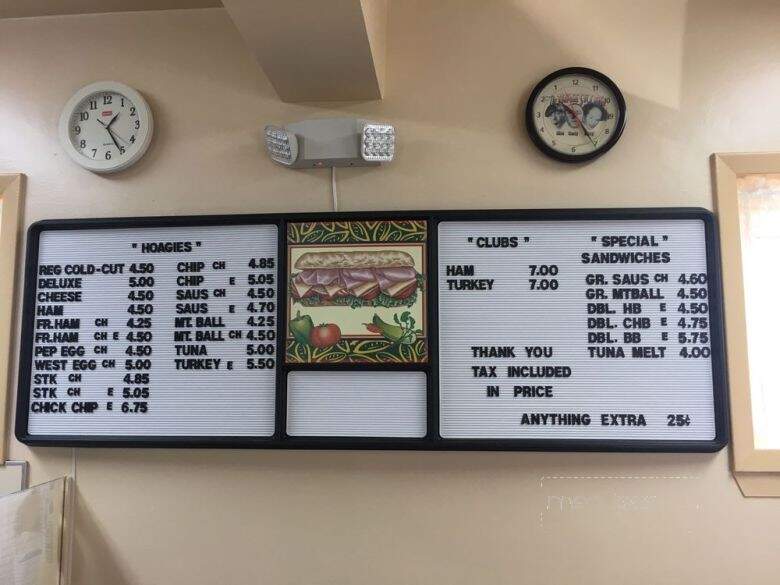 " HOAGIES "
REG COLD-CUT 4.50
DELUXE 5.00
CHEESE 4.50
HAM 4.50
FR.HAM CH 4.25
FR.HAM CH E 4.50
PEP EGG CH 4.50
WEST EGG CH 5.00
STK CH 4.85
STK CH E 5.05
CHICK CHIP E 6.75
CHIP CH 4.85
CHIP E 5.05
SAUS CH 4.50
SAUS E 4.70
MT. BALL 4.25
MT. BALL CH 4.50
TUNA 5.00
TURKEY E 5.50
" CLUBS "
HAM 7.00
TURKEY 7.00
THANK YOU
TAX INCLUDED
IN PRICE
" SPECIAL "
SANDWICHES
GR. SAUS CH 4.60
GR. MTBALL 4.50
DBL. HB E 4.50
DBL. CHB E 4.75
DBL. BB E 5.75
TUNA MELT 4.00
ANYTHING EXTRA 25¢